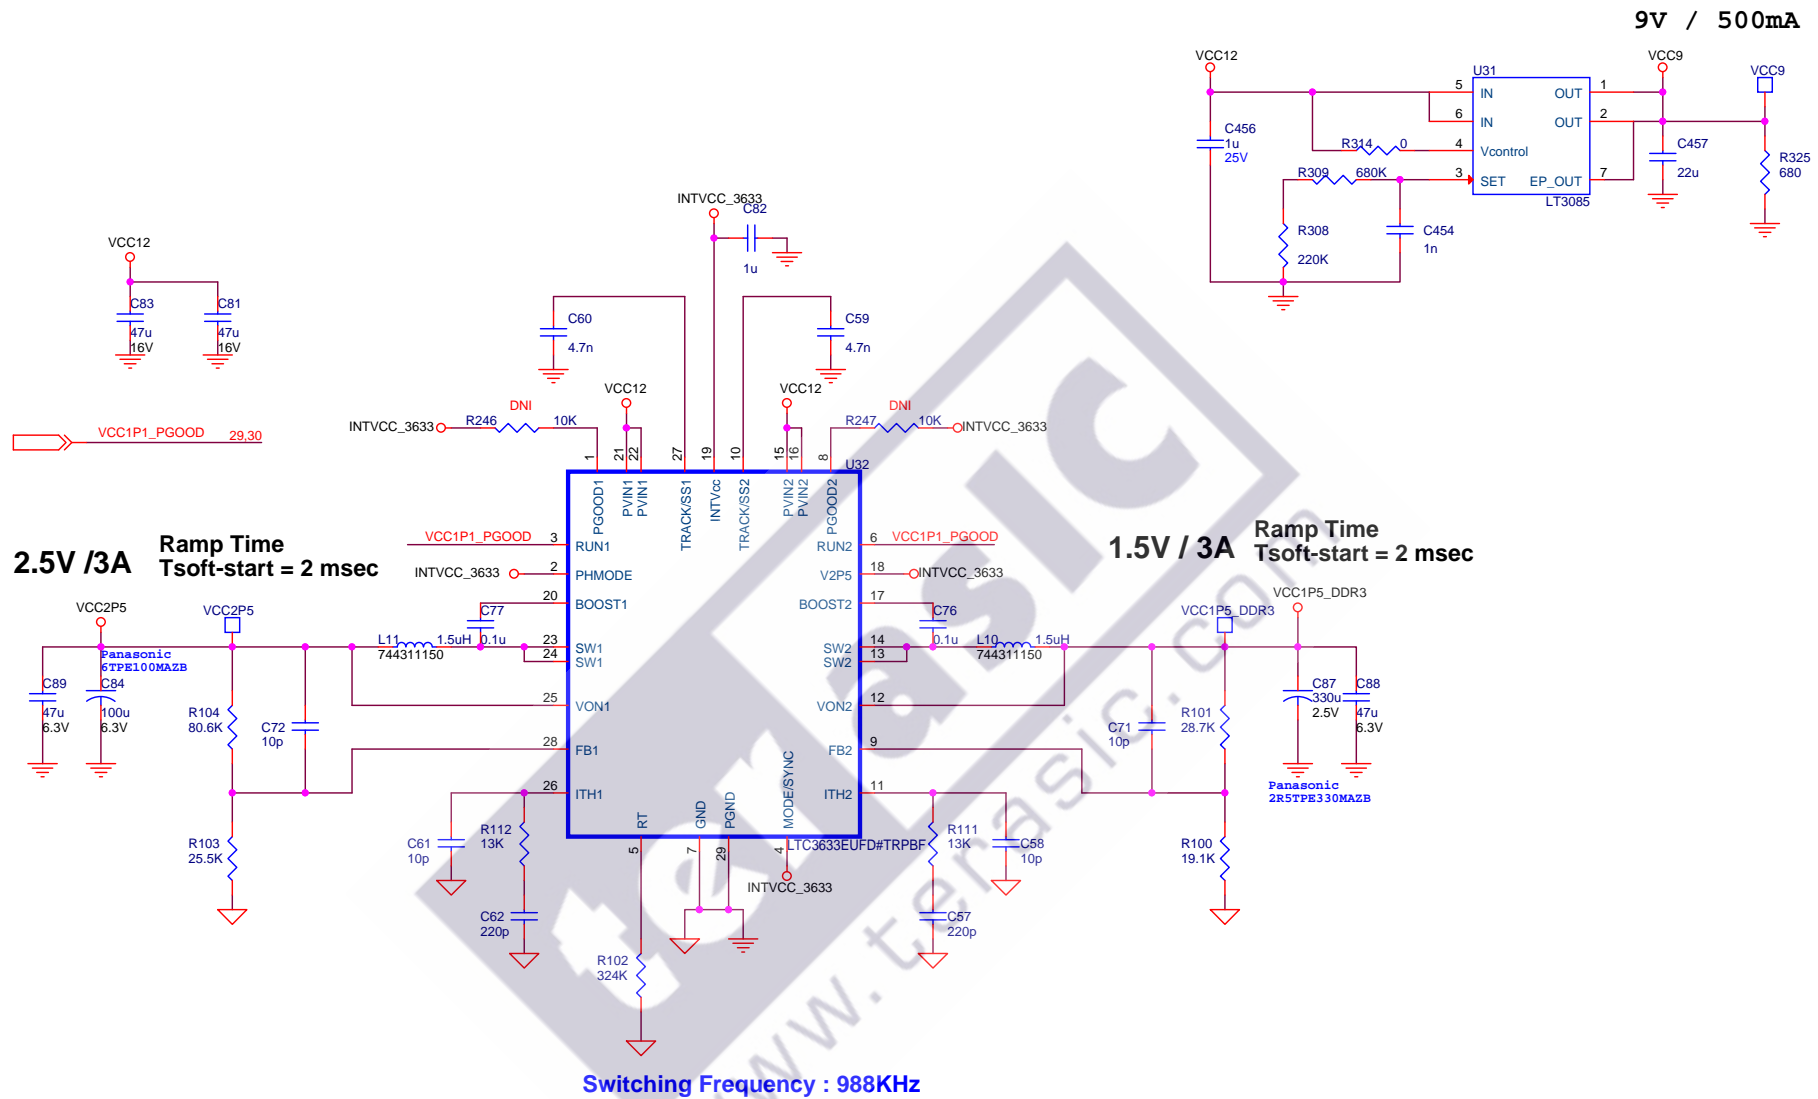 9V / 500mA
VCC12
U31
VCC9
VCC9
5 IN OUT 1
6 IN OUT 2
4 Vcontrol
3 SET EP_OUT 7
LT3085
C456
1u
25V
R314 0
R309 680K
R308
220K
C454
1n
C457
22u
R325
680
INTVCC_3633
C82
1u
VCC12
C83
47u
16V
C81
47u
16V
C60
4.7n
C59
4.7n
VCC12
VCC12
DNI
INTVCC_3633 R246 10K
DNI
R247 10K INTVCC_3633
VCC1P1_PGOOD 29,30
1 21 22 27 19 10 15 16 8
U32
PGOOD1 PVIN1 PVIN1 TRACK/SS1 INTVcc TRACK/SS2 PVIN2 PVIN2 PGOOD2
2.5V /3A
Ramp Time
Tsoft-start = 2 msec
1.5V / 3A
Ramp Time
Tsoft-start = 2 msec
VCC1P1_PGOOD 3 RUN1
RUN2 6 VCC1P1_PGOOD
INTVCC_3633 2 PHMODE
V2P5 18 INTVCC_3633
20 BOOST1
BOOST2 17
23 SW1
24 SW1
SW2 14
SW2 13
25 VON1
VON2 12
28 FB1
FB2 9
26 ITH1
ITH2 11
RT GND PGND MODE/SYNC
5 7 29 4
LTC3633EUFD#TRPBF
INTVCC_3633
VCC2P5
VCC2P5
Panasonic
6TPE100MAZB
C89
47u
6.3V
C84
100u
6.3V
R104
80.6K
C72
10p
L11 1.5uH
744311150
C77
0.1u
R103
25.5K
C61
10p
R112
13K
C62
220p
R102
324K
C76
0.1u
L10 1.5uH
744311150
VCC1P5_DDR3
VCC1P5_DDR3
C71
10p
R101
28.7K
C87
330u
2.5V
C88
47u
6.3V
Panasonic
2R5TPE330MAZB
R111
13K
C58
10p
C57
220p
R100
19.1K
Switching Frequency : 988KHz
terasic
www.terasic.com